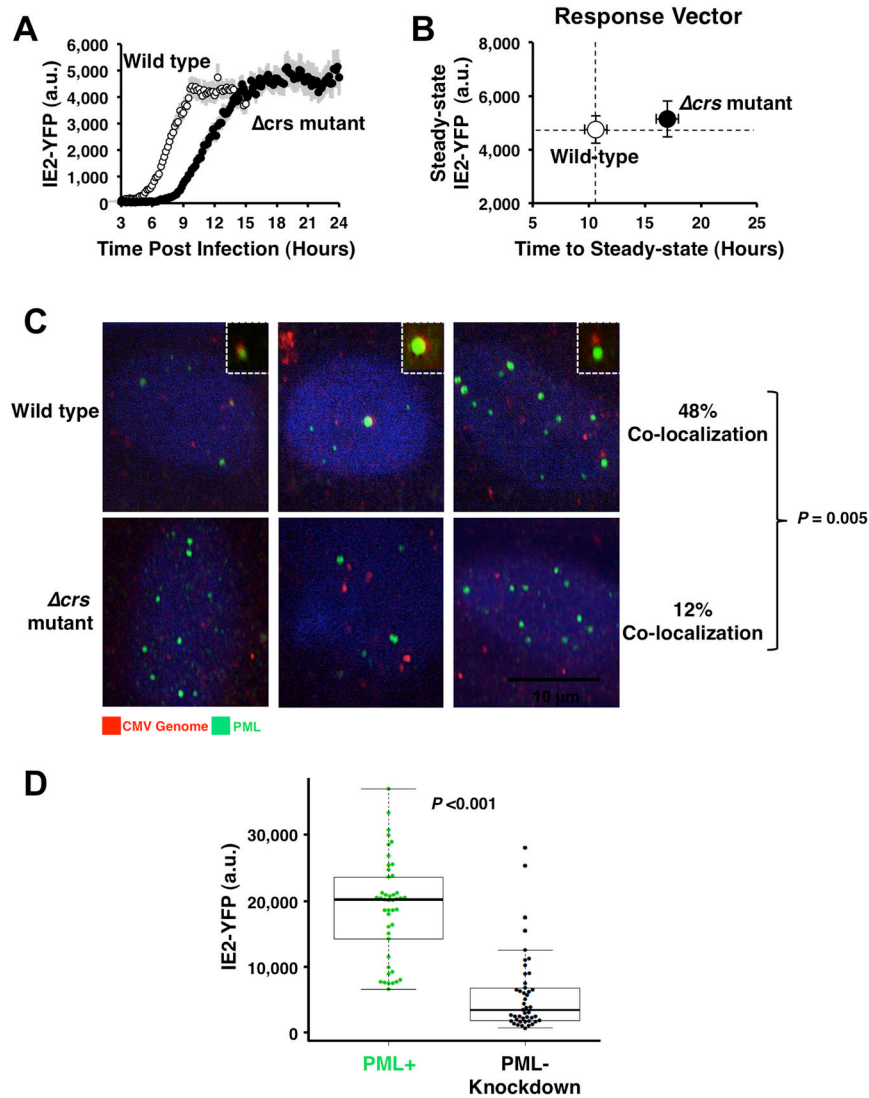 A
IE2-YFP (a.u.)
6,000
5,000
4,000
3,000
2,000
1,000
0
Wild type
Δcrs mutant
3 6 9 12 15 18 21 24
Time Post Infection (Hours)
B
Response Vector
Steady-state
IE2-YFP (a.u.)
8,000
6,000
4,000
2,000
Δcrs mutant
Wild-type
5 10 15 20 25
Time to Steady-state (Hours)
C
Wild type
48%
Co-localization
P = 0.005
Δcrs
mutant
12%
Co-localization
10 μm
CMV Genome PML
D
IE2-YFP (a.u.)
30,000
20,000
10,000
0
P <0.001
PML+
PML-
Knockdown